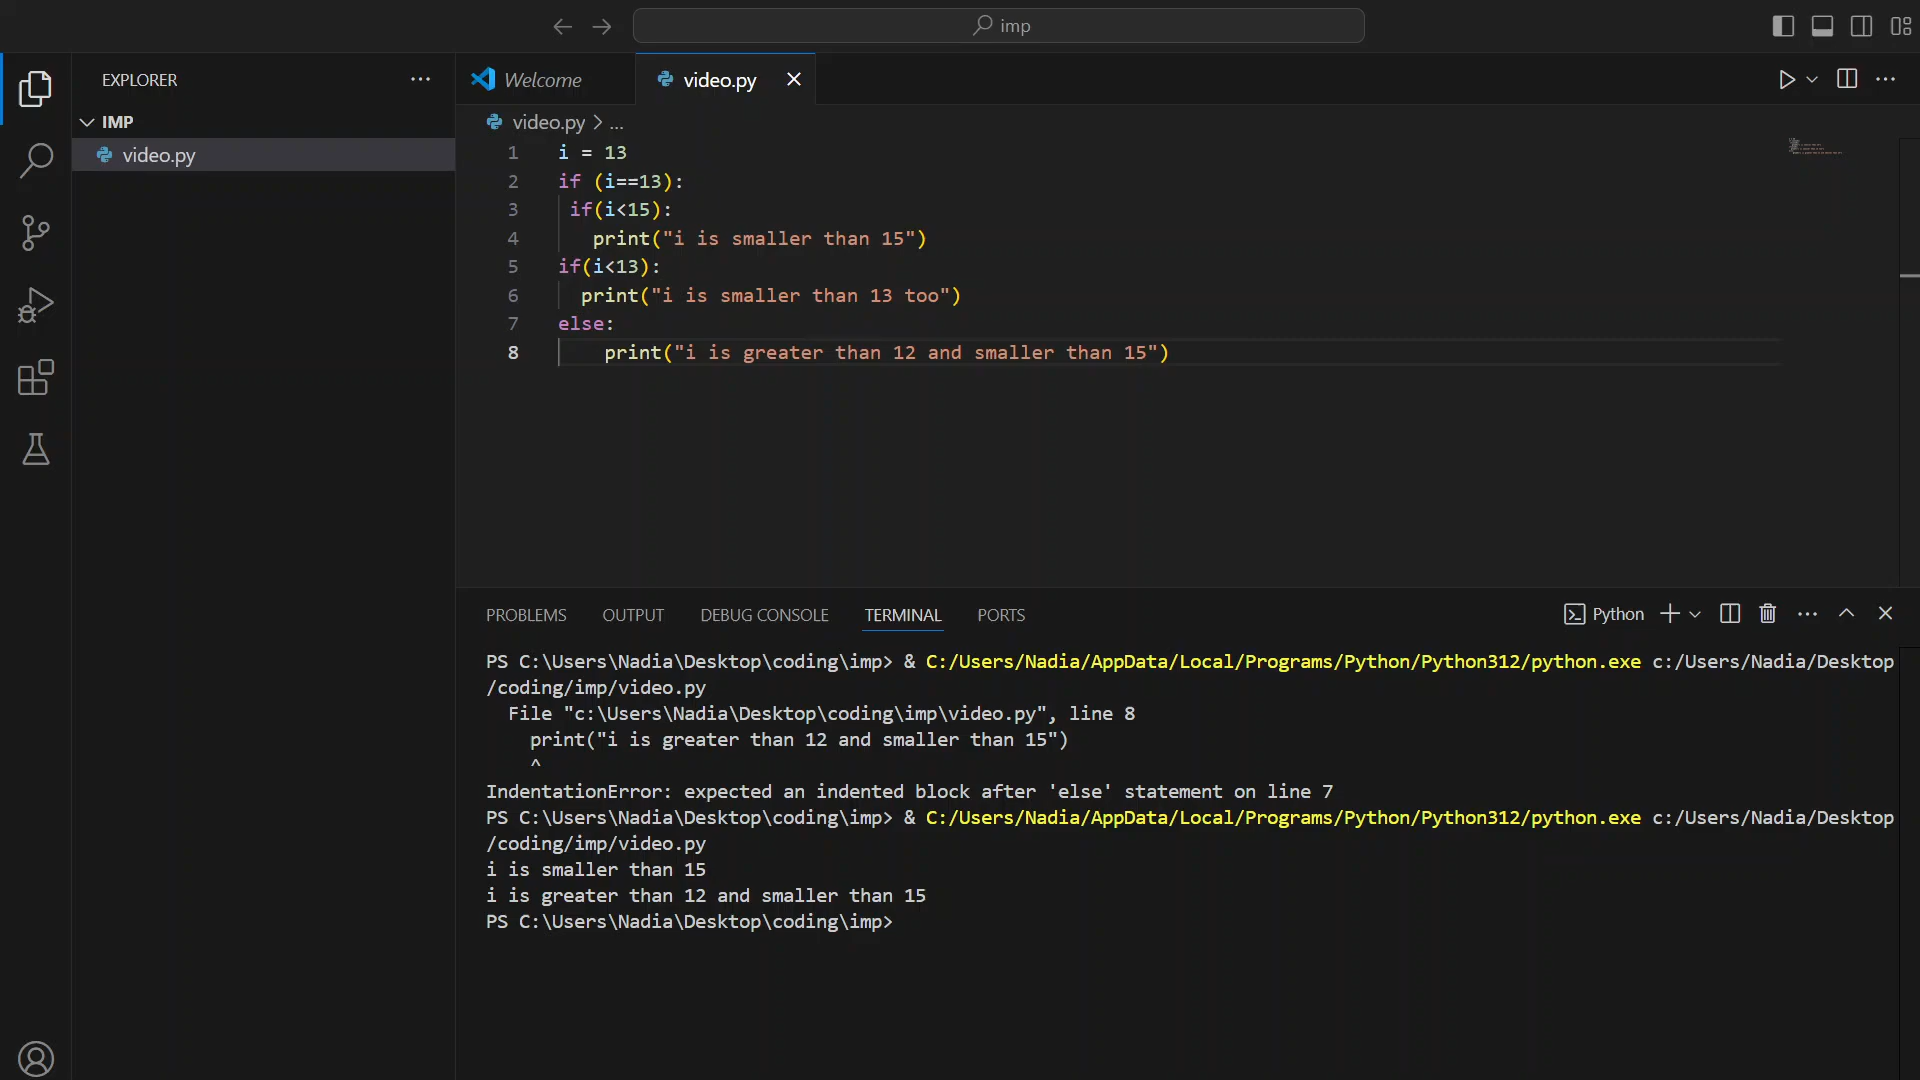 imp
EXPLORER
IMP
video.py
Welcome
video.py
video.py > ...
1 i = 13
2 if (i==13):
3  if(i<15):
4    print("i is smaller than 15")
5 if(i<13):
6   print("i is smaller than 13 too")
7 else:
8     print("i is greater than 12 and smaller than 15")
PROBLEMS OUTPUT DEBUG CONSOLE TERMINAL PORTS
Python
PS C:\Users\Nadia\Desktop\coding\imp> & C:/Users/Nadia/AppData/Local/Programs/Python/Python312/python.exe c:/Users/Nadia/Desktop
/coding/imp/video.py
  File "c:\Users\Nadia\Desktop\coding\imp\video.py", line 8
    print("i is greater than 12 and smaller than 15")
    ^
IndentationError: expected an indented block after 'else' statement on line 7
PS C:\Users\Nadia\Desktop\coding\imp> & C:/Users/Nadia/AppData/Local/Programs/Python/Python312/python.exe c:/Users/Nadia/Desktop
/coding/imp/video.py
i is smaller than 15
i is greater than 12 and smaller than 15
PS C:\Users\Nadia\Desktop\coding\imp>